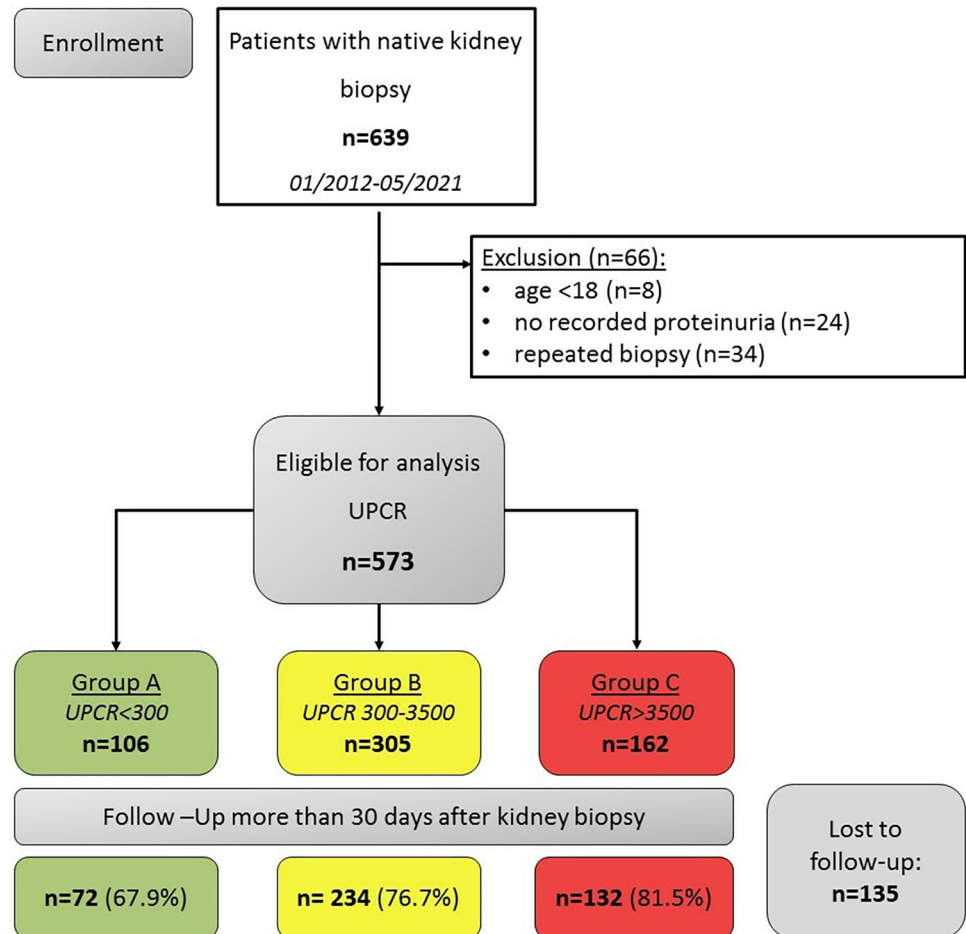 Enrollment
Patients with native kidney
biopsy
n=639
01/2012-05/2021
Exclusion (n=66):
• age <18 (n=8)
• no recorded proteinuria (n=24)
• repeated biopsy (n=34)
Eligible for analysis
UPCR
n=573
Group A
UPCR<300
n=106
Group B
UPCR 300-3500
n=305
Group C
UPCR>3500
n=162
Follow –Up more than 30 days after kidney biopsy
n=72 (67.9%)
n= 234 (76.7%)
n=132 (81.5%)
Lost to
follow-up:
n=135